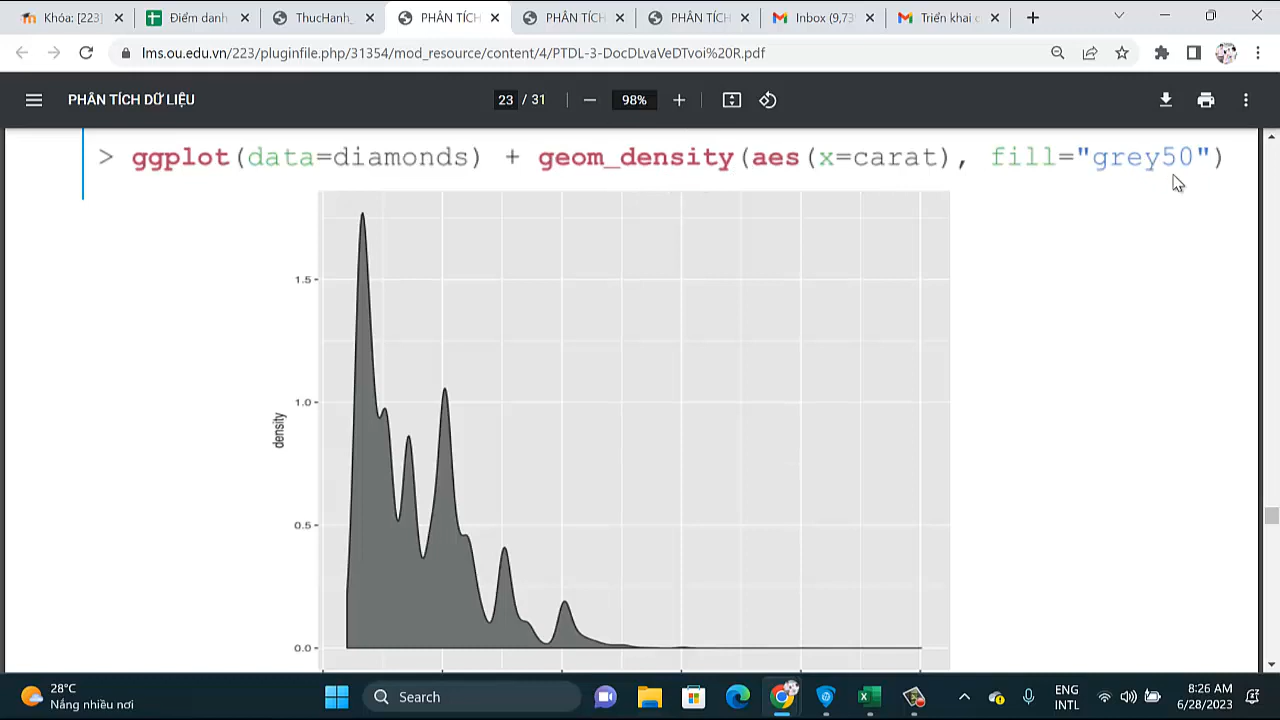 Khóa: [223]
Điểm danh
ThucHanh_
PHÂN TÍCH
PHÂN TÍCH
PHÂN TÍCH
Inbox (9,73
Triển khai c
lms.ou.edu.vn/223/pluginfile.php/31354/mod_resource/content/4/PTDL-3-DocDLvaVeDTvoi%20R.pdf
PHÂN TÍCH DỮ LIỆU
23 / 31
98%
> ggplot(data=diamonds) + geom_density(aes(x=carat), fill="grey50")
1.5
1.0
density
0.5
0.0
28°C
Nắng nhiều nơi
Search
ENG
INTL
8:26 AM
6/28/2023